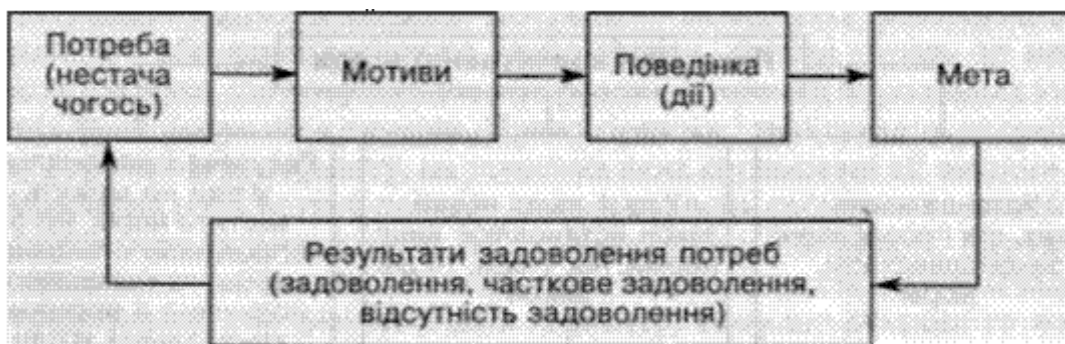 Потреба
(нестача
чогось)
Мотиви
Поведінка
(дії)
Мета
Результати задоволення потреб
(задоволення, часткове задоволення,
відсутність задоволення)